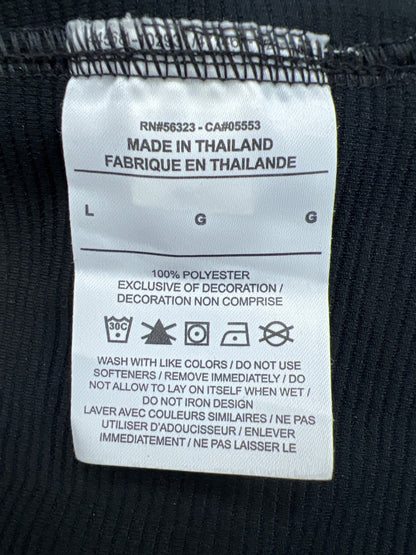 RN#56323 - CA#05553
MADE IN THAILAND
FABRIQUE EN THAILANDE
L G G
100% POLYESTER
EXCLUSIVE OF DECORATION /
DECORATION NON COMPRISE
30C
WASH WITH LIKE COLORS / DO NOT USE
SOFTENERS / REMOVE IMMEDIATELY / DO
NOT ALLOW TO LAY ON ITSELF WHEN WET /
DO NOT IRON DESIGN
LAVER AVEC COULEURS SIMILAIRES / NE PAS
UTILISER D'ADOUCISSEUR / ENLEVER
IMMEDIATEMENT / NE PAS LAISSER LE